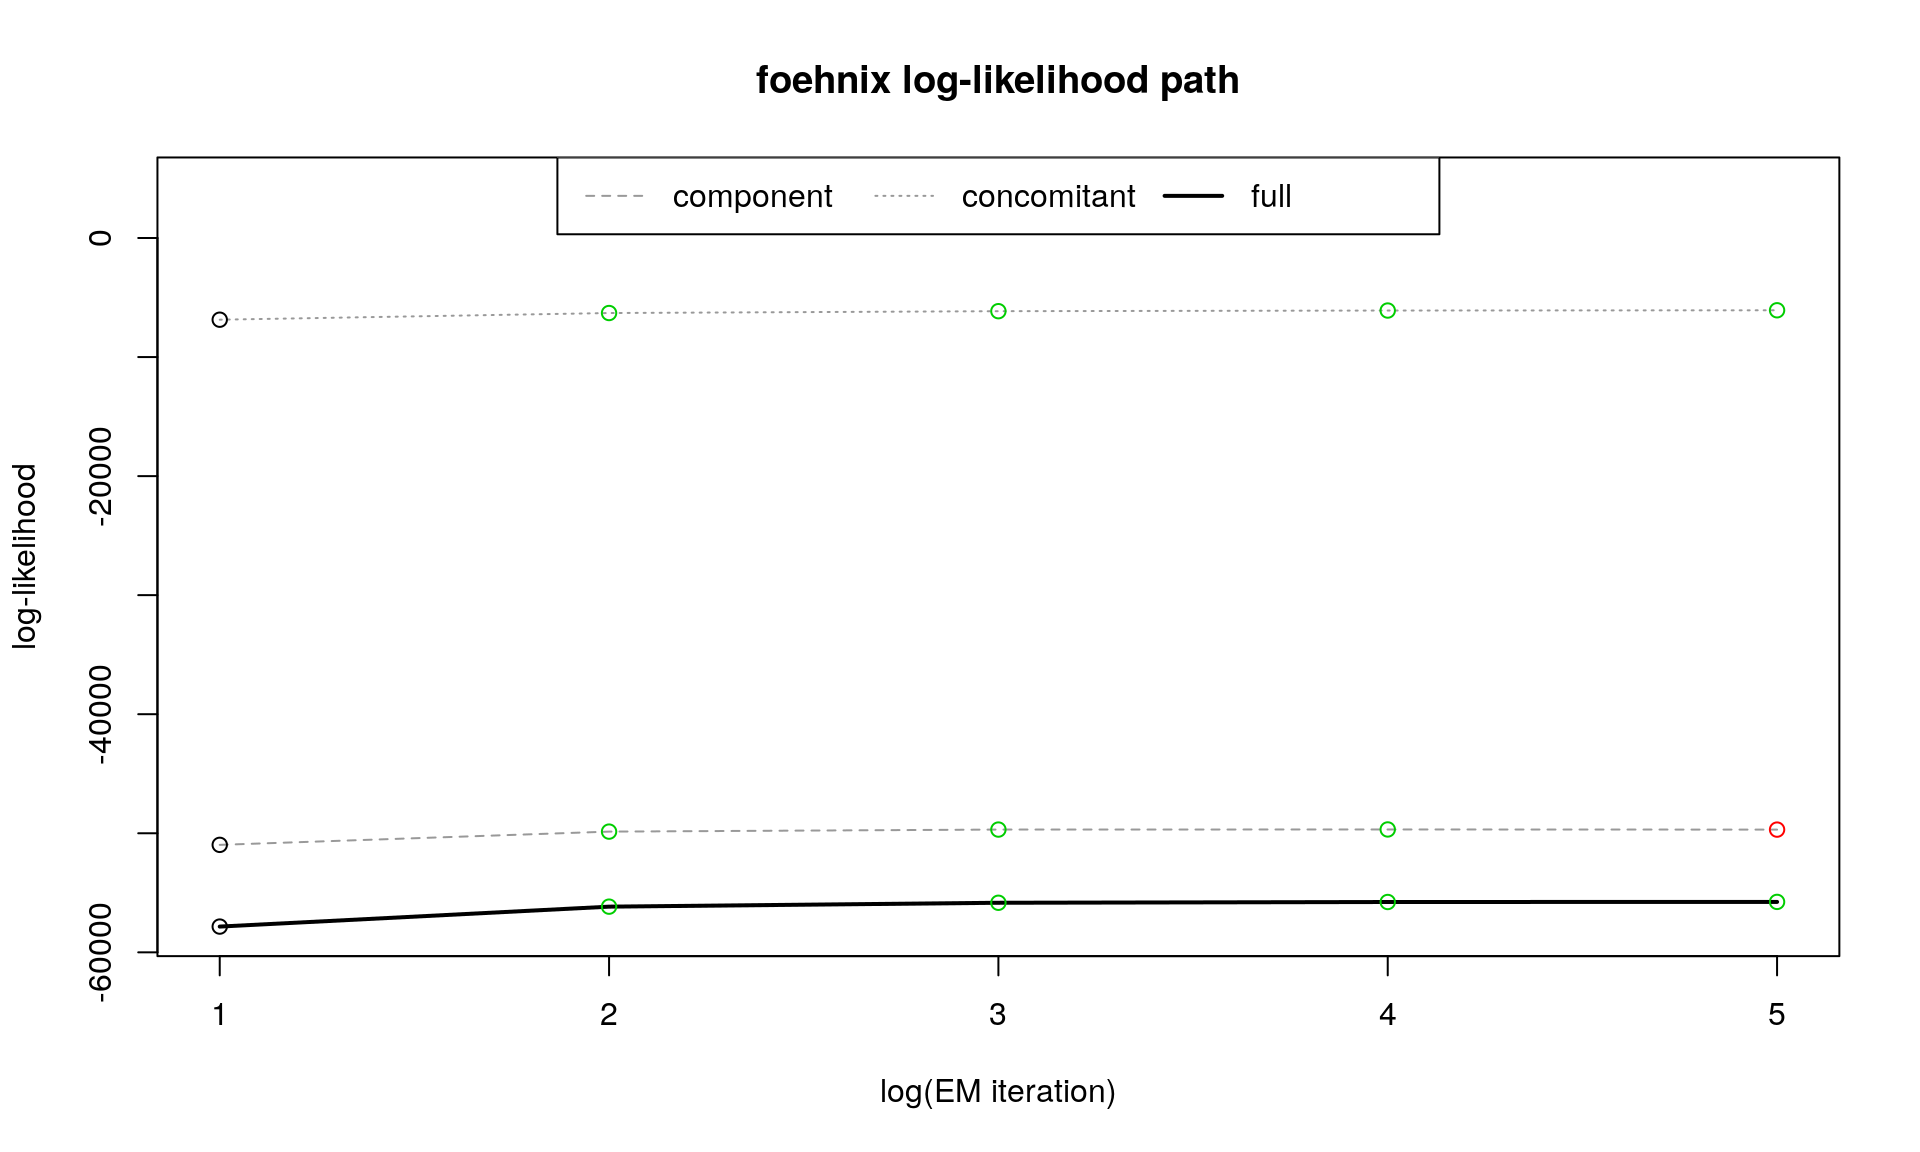 foehnix log-likelihood path
component concomitant full
log-likelihood
0
-20000
-40000
-60000
1 2 3 4 5
log(EM iteration)